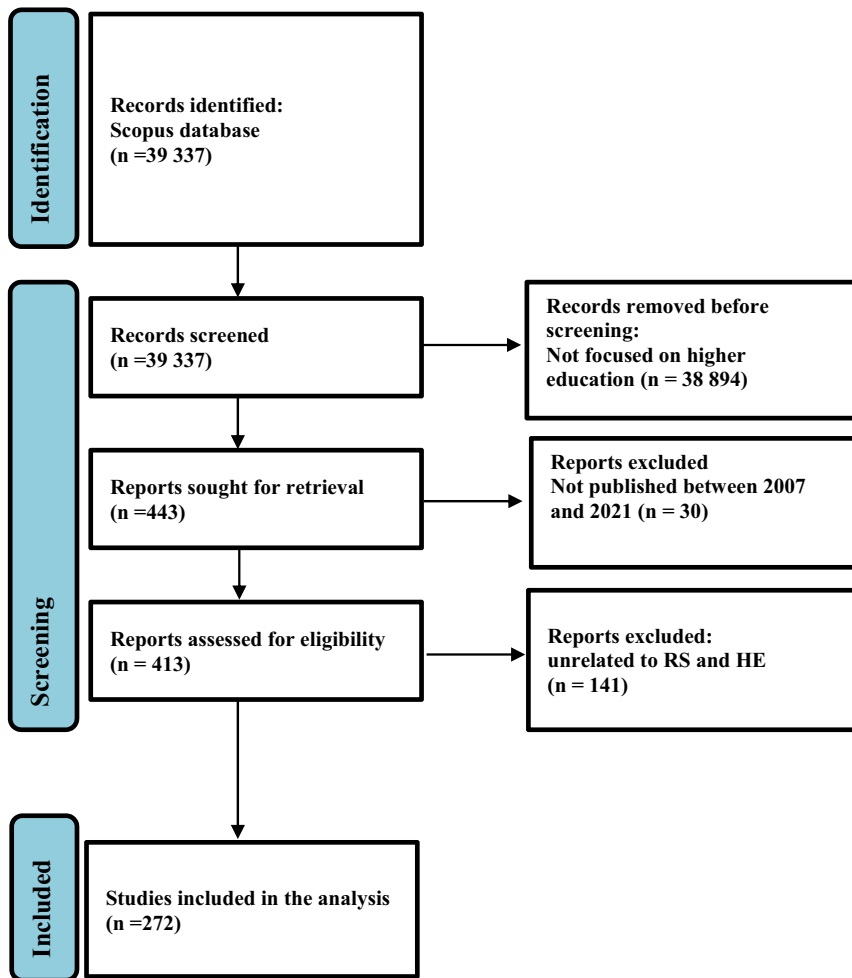 Identification
Records identified:
Scopus database
(n =39 337)
Screening
Records screened
(n =39 337)
Records removed before
screening:
Not focused on higher
education (n = 38 894)
Reports sought for retrieval
(n =443)
Reports excluded
Not published between 2007
and 2021 (n = 30)
Reports assessed for eligibility
(n = 413)
Reports excluded:
unrelated to RS and HE
(n = 141)
Included
Studies included in the analysis
(n =272)